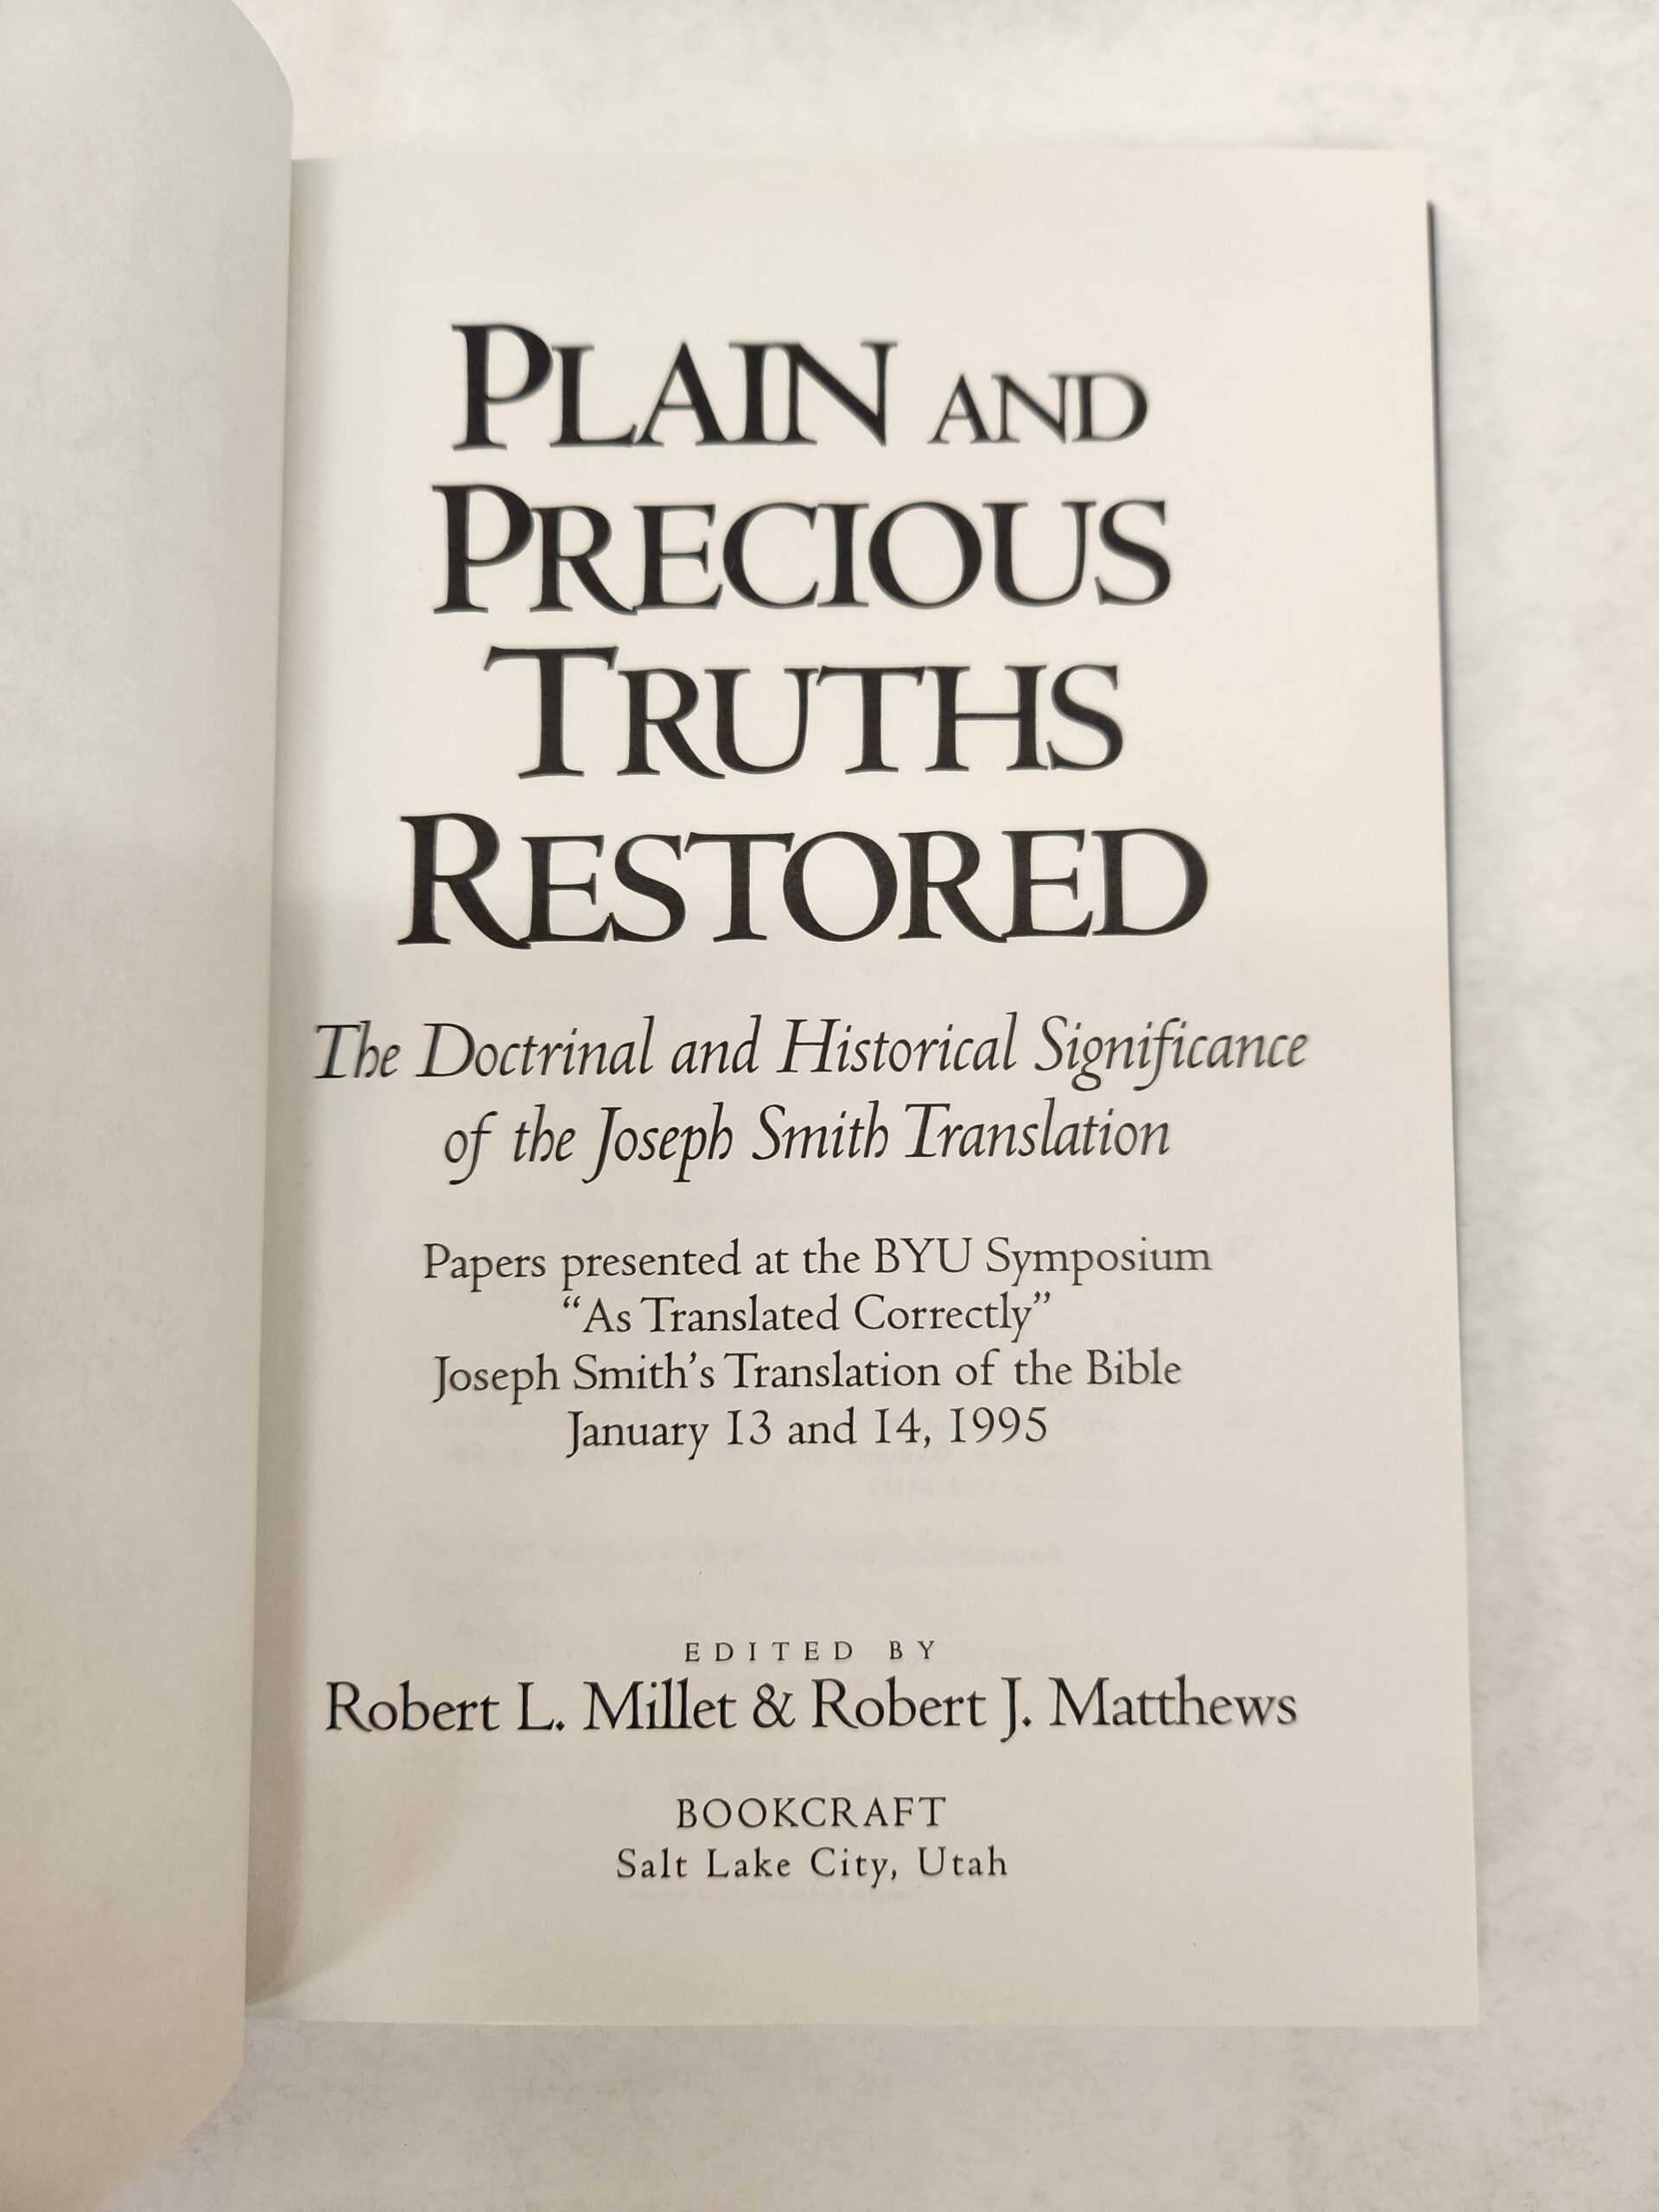 PLAIN AND
PRECIOUS
TRUTHS
RESTORED
The Doctrinal and Historical Significance
of the Joseph Smith Translation
Papers presented at the BYU Symposium
“As Translated Correctly”
Joseph Smith’s Translation of the Bible
January 13 and 14, 1995
EDITED BY
Robert L. Millet & Robert J. Matthews
BOOKCRAFT
Salt Lake City, Utah